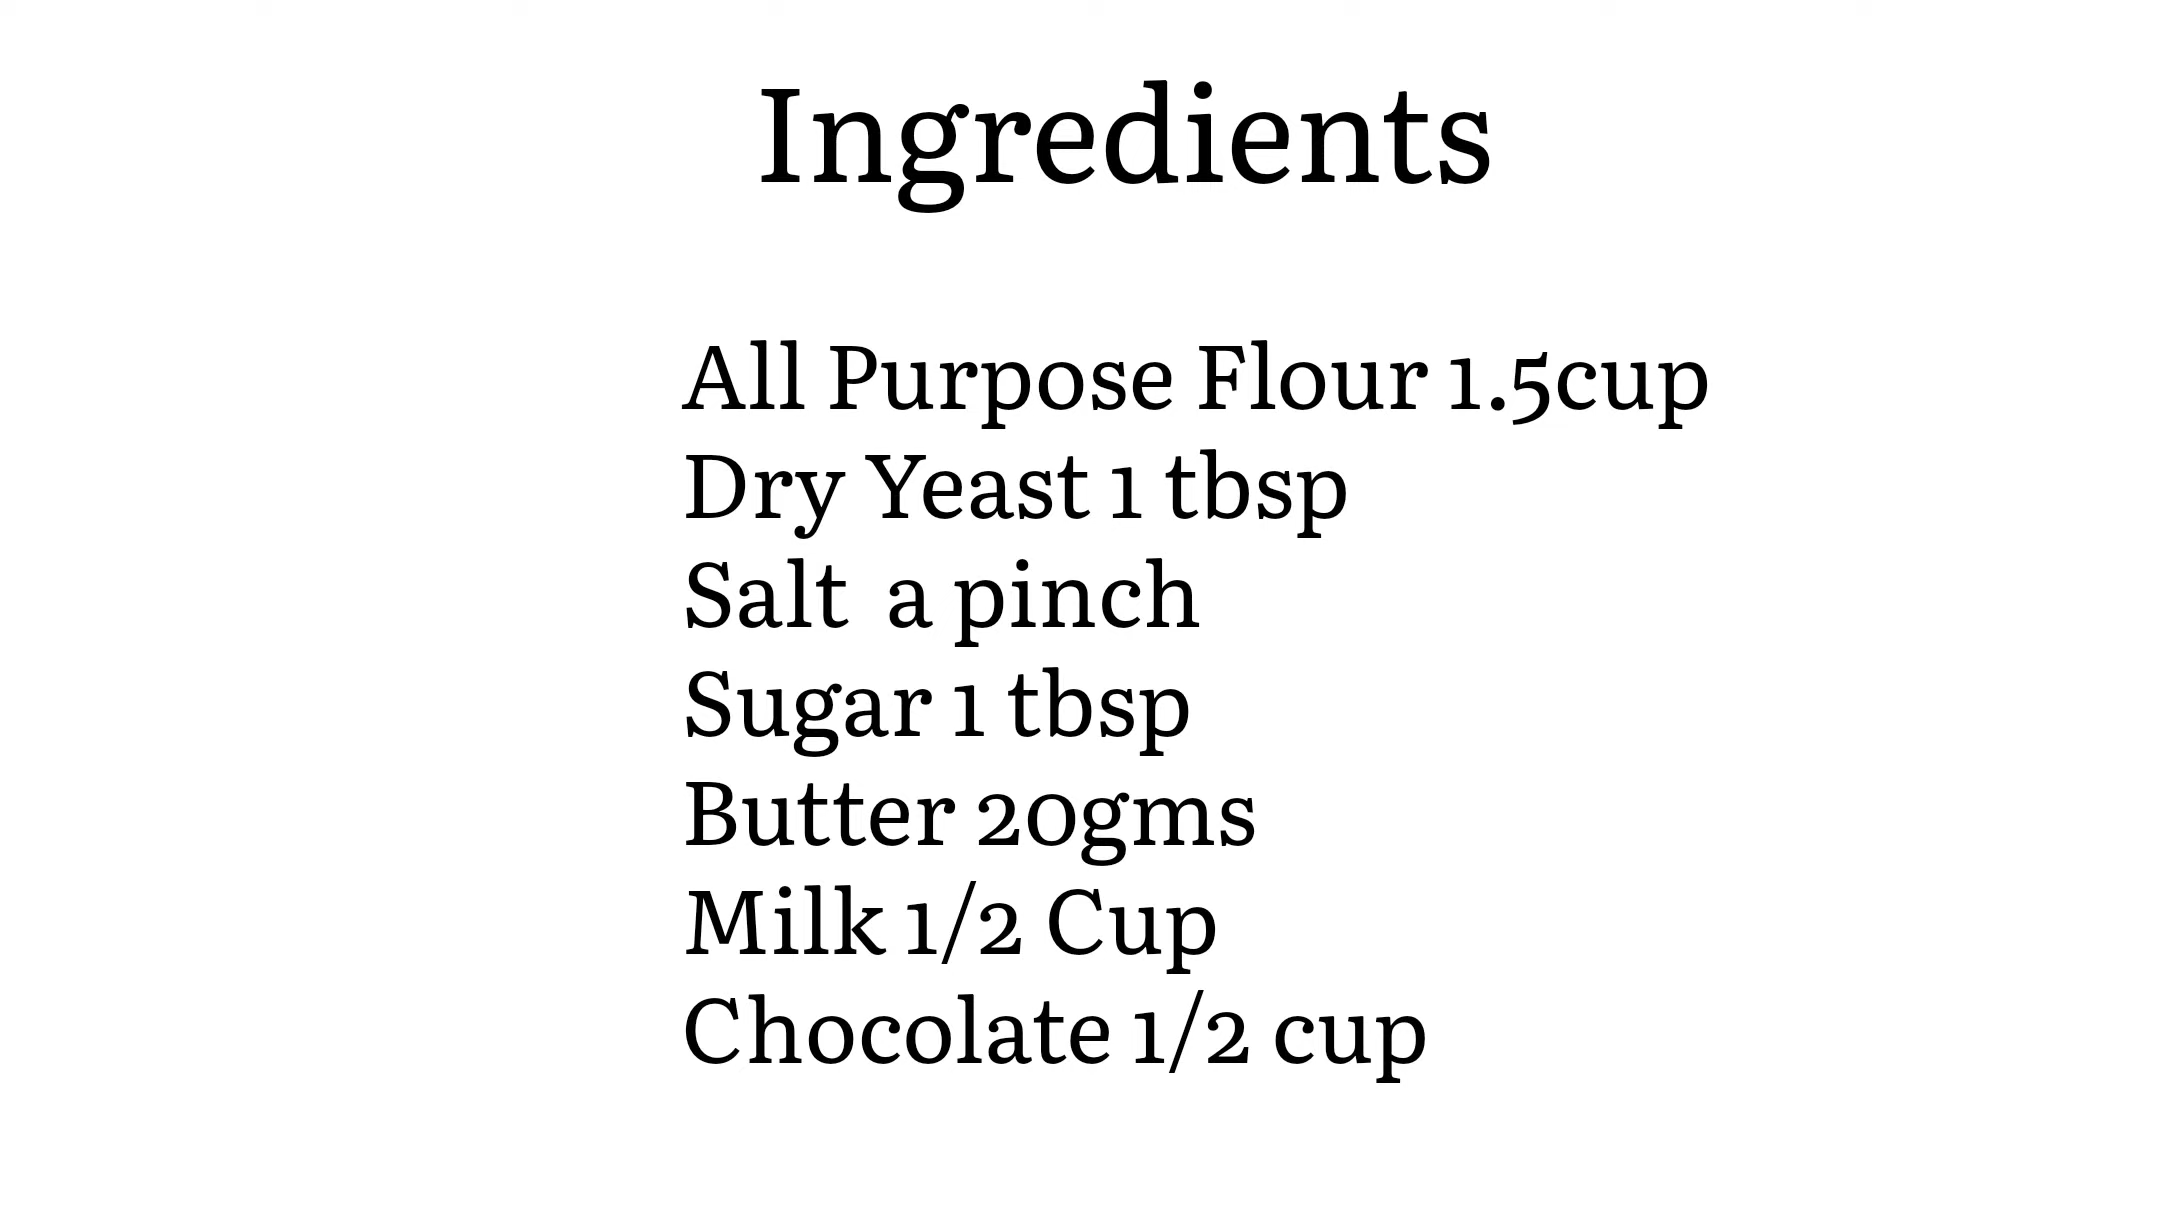 Ingredients
All Purpose Flour 1.5cup
Dry Yeast 1 tbsp
Salt  a pinch
Sugar 1 tbsp
Butter 20gms
Milk 1/2 Cup
Chocolate 1/2 cup